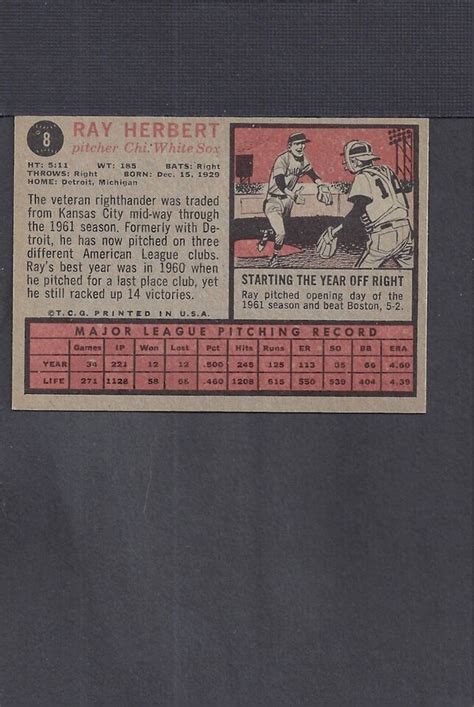 8
RAY HERBERT
pitcher Chi. White Sox
HT: 5:11 WT: 185 BATS: Right
THROWS: Right BORN: Dec. 15, 1929
HOME: Detroit, Michigan
The veteran righthander was traded
from Kansas City mid-way through
the 1961 season. Formerly with De-
troit, he has now pitched on three
different American League clubs.
Ray's best year was in 1960 when
he pitched for a last place club, yet
he still racked up 14 victories.
©T.C.G. PRINTED IN U.S.A.
STARTING THE YEAR OFF RIGHT
Ray pitched opening day of the
1961 season and beat Boston, 5-2.
MAJOR LEAGUE PITCHING RECORD
Games IP Won Lost Pct Hits Runs ER SO BB ERA
YEAR 34 221 12 12 .500 245 125 113 35 66 4.60
LIFE 271 1128 58 68 .460 1208 615 550 539 404 4.39